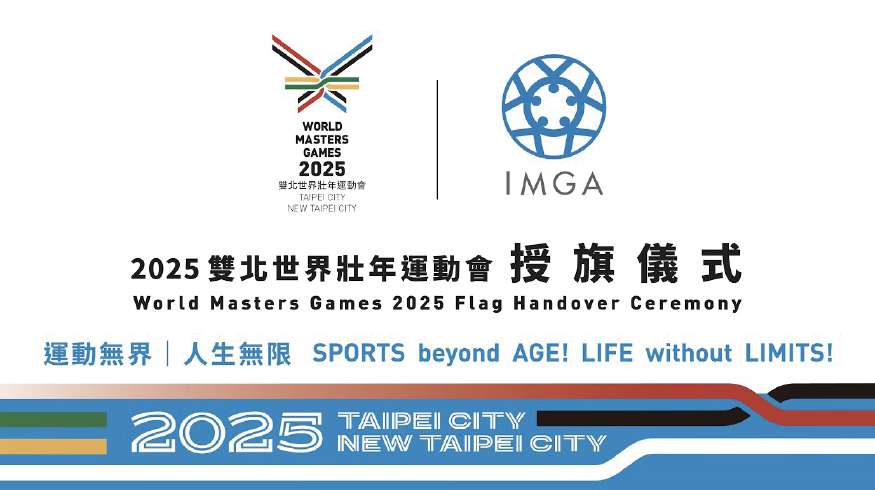 WORLD
MASTERS
GAMES
2025
雙北世界壯年運動會
TAIPEI CITY
NEW TAIPEI CITY
IMGA
2025 雙北世界壯年運動會 授旗儀式
World Masters Games 2025 Flag Handover Ceremony
運動無界｜人生無限 SPORTS beyond AGE! LIFE without LIMITS!
2025 TAIPEI CITY
NEW TAIPEI CITY